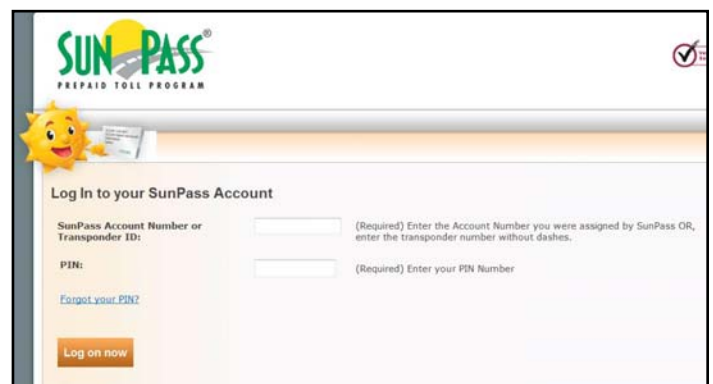 SUN PASS®
PREPAID TOLL PROGRAM
Log In to your SunPass Account
SunPass Account Number or
Transponder ID:
(Required) Enter the Account Number you were assigned by SunPass OR,
enter the transponder number without dashes.
PIN:
(Required) Enter your PIN Number
Forgot your PIN?
Log on now